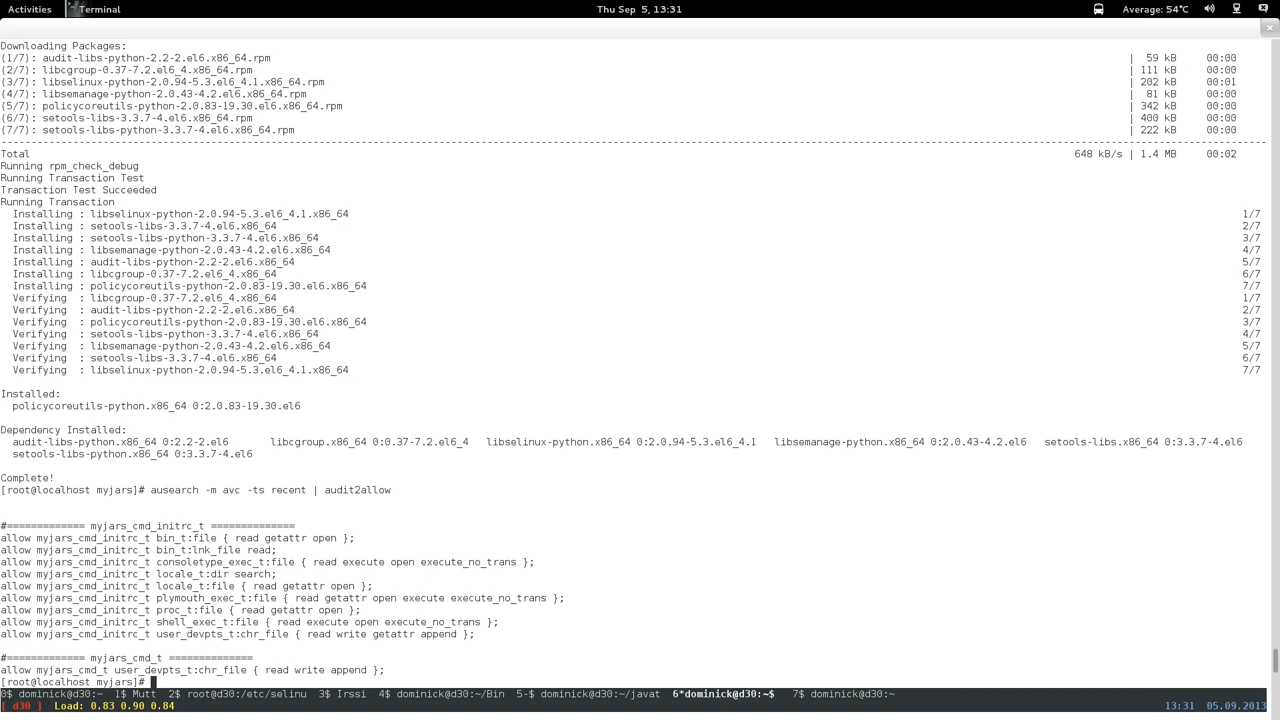 Activities Terminal Thu Sep 5, 13:31 Average: 54°C
Downloading Packages:
(1/7): audit-libs-python-2.2-2.el6.x86_64.rpm | 59 kB 00:00
(2/7): libcgroup-0.37-7.2.el6_4.x86_64.rpm | 111 kB 00:00
(3/7): libselinux-python-2.0.94-5.3.el6_4.1.x86_64.rpm | 202 kB 00:01
(4/7): libsemanage-python-2.0.43-4.2.el6.x86_64.rpm | 81 kB 00:00
(5/7): policycoreutils-python-2.0.83-19.30.el6.x86_64.rpm | 342 kB 00:00
(6/7): setools-libs-3.3.7-4.el6.x86_64.rpm | 400 kB 00:00
(7/7): setools-libs-python-3.3.7-4.el6.x86_64.rpm | 222 kB 00:00
--------------------------------------------------------------------------------
Total 648 kB/s | 1.4 MB 00:02
Running rpm_check_debug
Running Transaction Test
Transaction Test Succeeded
Running Transaction
Installing : libselinux-python-2.0.94-5.3.el6_4.1.x86_64 1/7
Installing : setools-libs-3.3.7-4.el6.x86_64 2/7
Installing : setools-libs-python-3.3.7-4.el6.x86_64 3/7
Installing : libsemanage-python-2.0.43-4.2.el6.x86_64 4/7
Installing : audit-libs-python-2.2-2.el6.x86_64 5/7
Installing : libcgroup-0.37-7.2.el6_4.x86_64 6/7
Installing : policycoreutils-python-2.0.83-19.30.el6.x86_64 7/7
Verifying : libcgroup-0.37-7.2.el6_4.x86_64 1/7
Verifying : audit-libs-python-2.2-2.el6.x86_64 2/7
Verifying : policycoreutils-python-2.0.83-19.30.el6.x86_64 3/7
Verifying : setools-libs-python-3.3.7-4.el6.x86_64 4/7
Verifying : libsemanage-python-2.0.43-4.2.el6.x86_64 5/7
Verifying : setools-libs-3.3.7-4.el6.x86_64 6/7
Verifying : libselinux-python-2.0.94-5.3.el6_4.1.x86_64 7/7
Installed:
policycoreutils-python.x86_64 0:2.0.83-19.30.el6
Dependency Installed:
audit-libs-python.x86_64 0:2.2-2.el6 libcgroup.x86_64 0:0.37-7.2.el6_4 libselinux-python.x86_64 0:2.0.94-5.3.el6_4.1 libsemanage-python.x86_64 0:2.0.43-4.2.el6 setools-libs.x86_64 0:3.3.7-4.el6
setools-libs-python.x86_64 0:3.3.7-4.el6
Complete!
[root@localhost myjars]# ausearch -m avc -ts recent | audit2allow
#============= myjars_cmd_initrc_t ==============
allow myjars_cmd_initrc_t bin_t:file { read getattr open };
allow myjars_cmd_initrc_t bin_t:lnk_file read;
allow myjars_cmd_initrc_t consoletype_exec_t:file { read execute open execute_no_trans };
allow myjars_cmd_initrc_t locale_t:dir search;
allow myjars_cmd_initrc_t locale_t:file { read getattr open };
allow myjars_cmd_initrc_t plymouth_exec_t:file { read getattr open execute execute_no_trans };
allow myjars_cmd_initrc_t proc_t:file { read getattr open };
allow myjars_cmd_initrc_t shell_exec_t:file { read execute open execute_no_trans };
allow myjars_cmd_initrc_t user_devpts_t:chr_file { read write getattr append };
#============= myjars_cmd_t ==============
allow myjars_cmd_t user_devpts_t:chr_file { read write append };
[root@localhost myjars]#
0$ dominick@d30:~ 1$ Mutt 2$ root@d30:/etc/selinu 3$ Irssi 4$ dominick@d30:~/Bin 5-$ dominick@d30:~/javat 6*dominick@d30:~$ 7$ dominick@d30:~
[ d30 ] Load: 0.83 0.90 0.84 13:31 05.09.2013